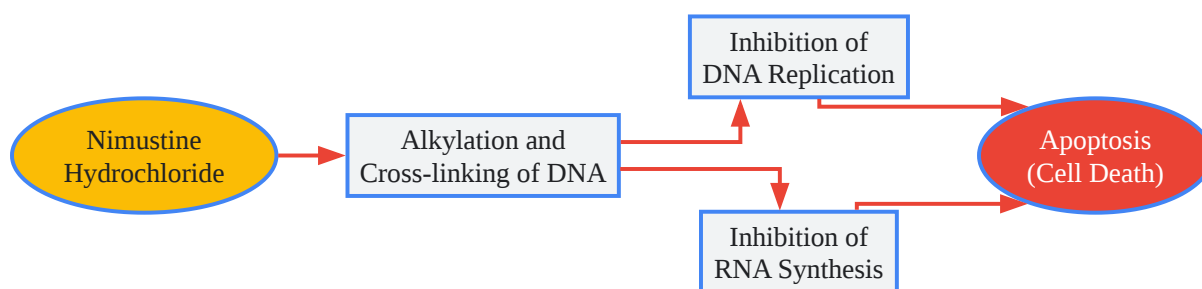 Nimustine
Hydrochloride
Alkylation and
Cross-linking of DNA
Inhibition of
DNA Replication
Inhibition of
RNA Synthesis
Apoptosis
(Cell Death)